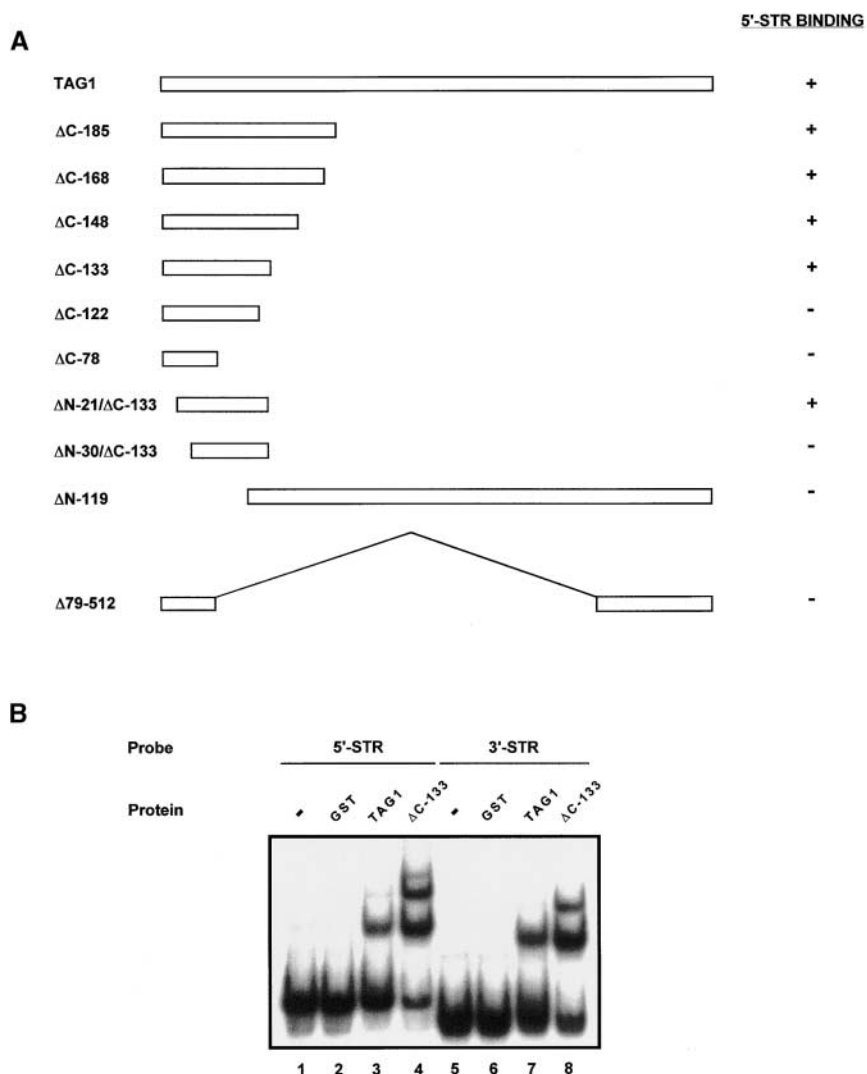 5'-STR BINDING
A
TAG1 +
ΔC-185 +
ΔC-168 +
ΔC-148 +
ΔC-133 +
ΔC-122 -
ΔC-78 -
ΔN-21/ΔC-133 +
ΔN-30/ΔC-133 -
ΔN-119 -
Δ79-512 -
B
Probe 5'-STR 3'-STR
Protein - GST TAG1 ΔC-133 - GST TAG1 ΔC-133
1 2 3 4 5 6 7 8